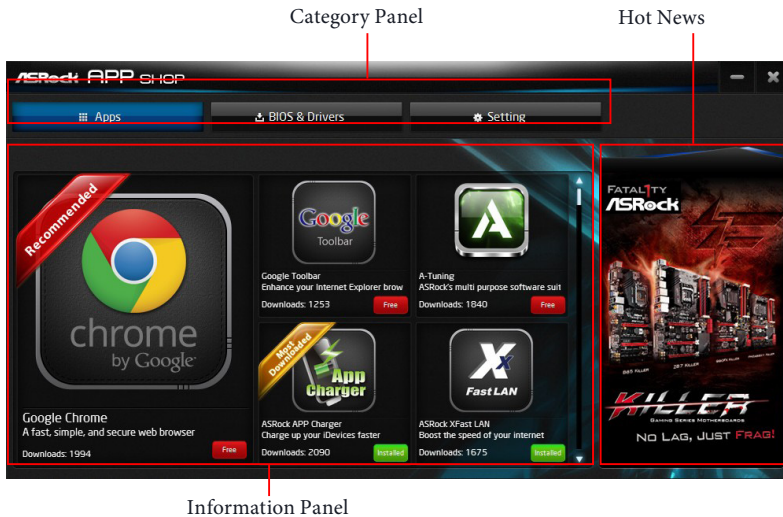 Category Panel
Hot News
ASRock APP SHOP
Apps
BIOS & Drivers
Setting
Recommended
chrome
by Google
Google Chrome
A fast, simple, and secure web browser
Downloads: 1994
Free
Google
Toolbar
Google Toolbar
Enhance your Internet Explorer brow
Downloads: 1253
Free
A-Tuning
ASRock's multi purpose software suit
Downloads: 1840
Free
Most
Downloaded
App
Charger
ASRock APP Charger
Charge up your iDevices faster
Downloads: 2090
Installed
Fast LAN
ASRock XFast LAN
Boost the speed of your internet
Downloads: 1675
Installed
FATAL1TY
ASRock
B85 KILLER
Z87 KILLER
KILLER
GAMING SERIES MOTHERBOARDS
NO LAG, JUST FRAG!
Information Panel